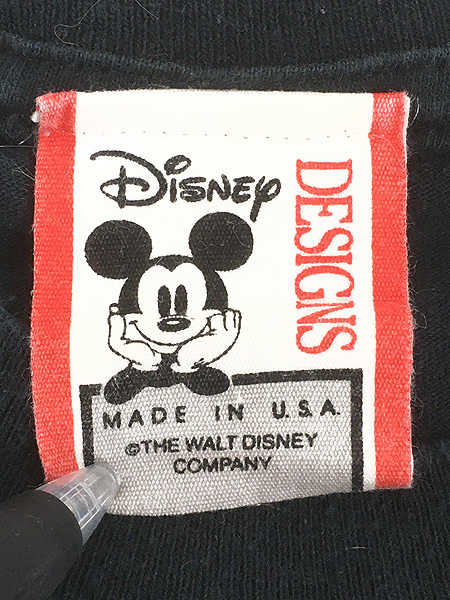 Disney
DESIGNS
MADE IN U.S.A.
©THE WALT DISNEY
COMPANY